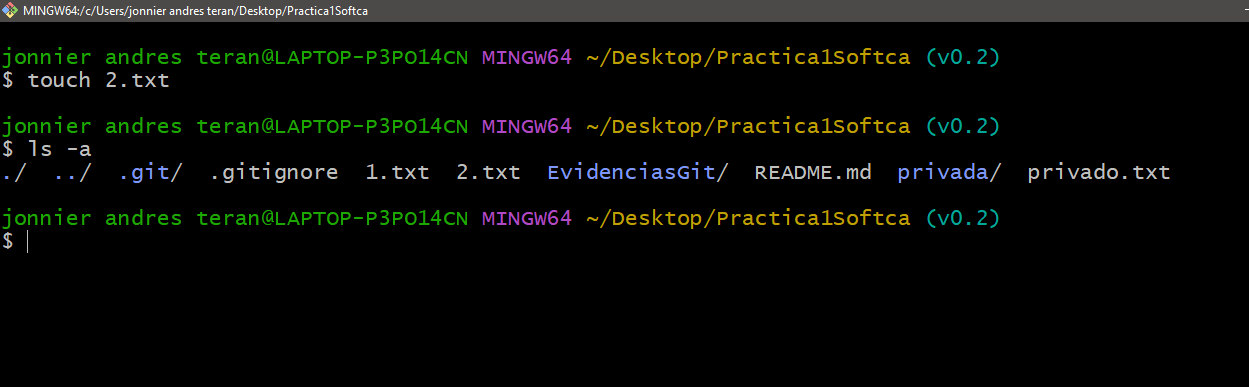 MINGW64:/c/Users/jonnier andres teran/Desktop/Practica1Softca
jonnier andres teran@LAPTOP-P3PO14CN MINGW64 ~/Desktop/Practica1Softca (v0.2)
$ touch 2.txt
jonnier andres teran@LAPTOP-P3PO14CN MINGW64 ~/Desktop/Practica1Softca (v0.2)
$ ls -a
./  ../  .git/  .gitignore  1.txt  2.txt  EvidenciasGit/  README.md  privada/  privado.txt
jonnier andres teran@LAPTOP-P3PO14CN MINGW64 ~/Desktop/Practica1Softca (v0.2)
$